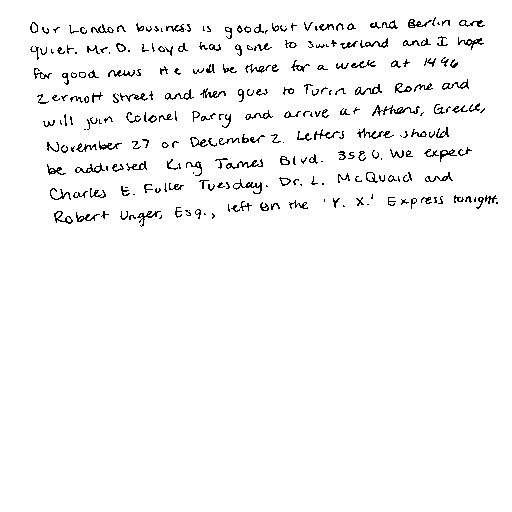 Our London business is good, but Vienna and Berlin are
quiet. Mr. D. Lloyd has gone to Switzerland and I hope
for good news. He will be there for a week at 1496
Zermott Street and then goes to Turin and Rome and
will join Colonel Parry and arrive at Athens, Greece,
November 27 or December 2. Letters there should
be addressed King James Blvd. 3580. We expect
Charles E. Fuller Tuesday. Dr. L. McQuaid and
Robert Unger, Esq., left on the 'Y. X.' Express tonight.